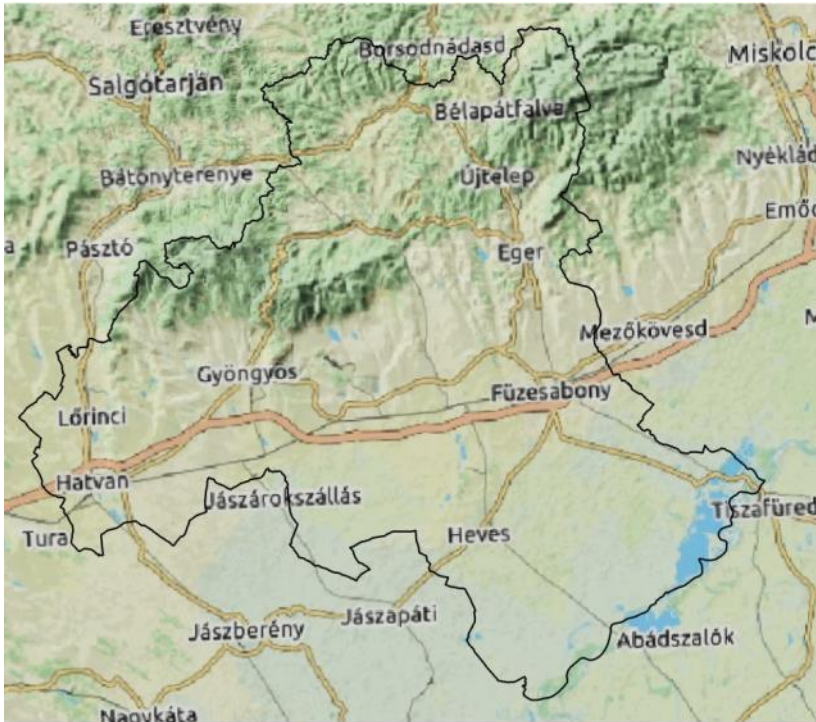 Eresztvény
Borsodnádasd
Miskolc
Salgótarján
Bélapátfalva
Nyéklád
Bátonyterenye
Újtelep
Emőd
a
Pásztó
Eger
M
Mezőkövesd
Gyöngyös
Füzesabony
Lőrinci
Hatvan
Jászárokszállás
Tiszafüred
Tura
Heves
Jászapáti
Jászberény
Abádszalók
Nagykáta